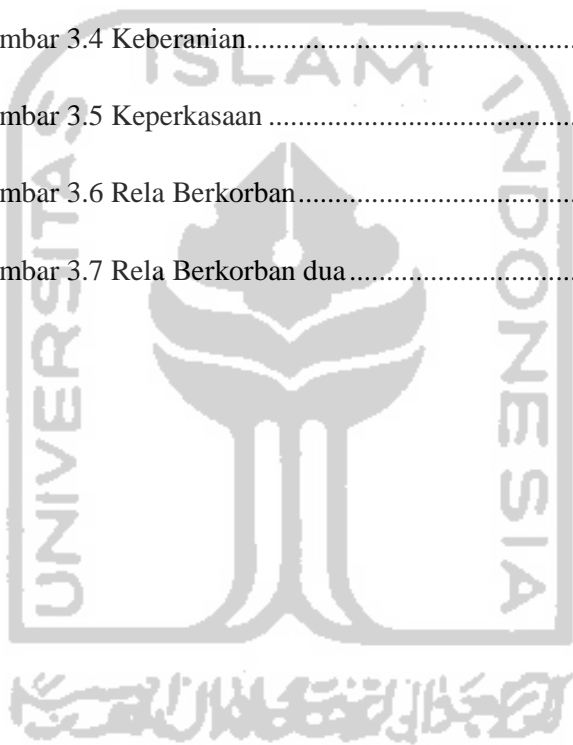 mbar 3.4 Keberanian..........................................
mbar 3.5 Keperkasaan .......................................
mbar 3.6 Rela Berkorban...................................
mbar 3.7 Rela Berkorban dua............................
ISLAM
UNIVERSITAS
INDONESIA